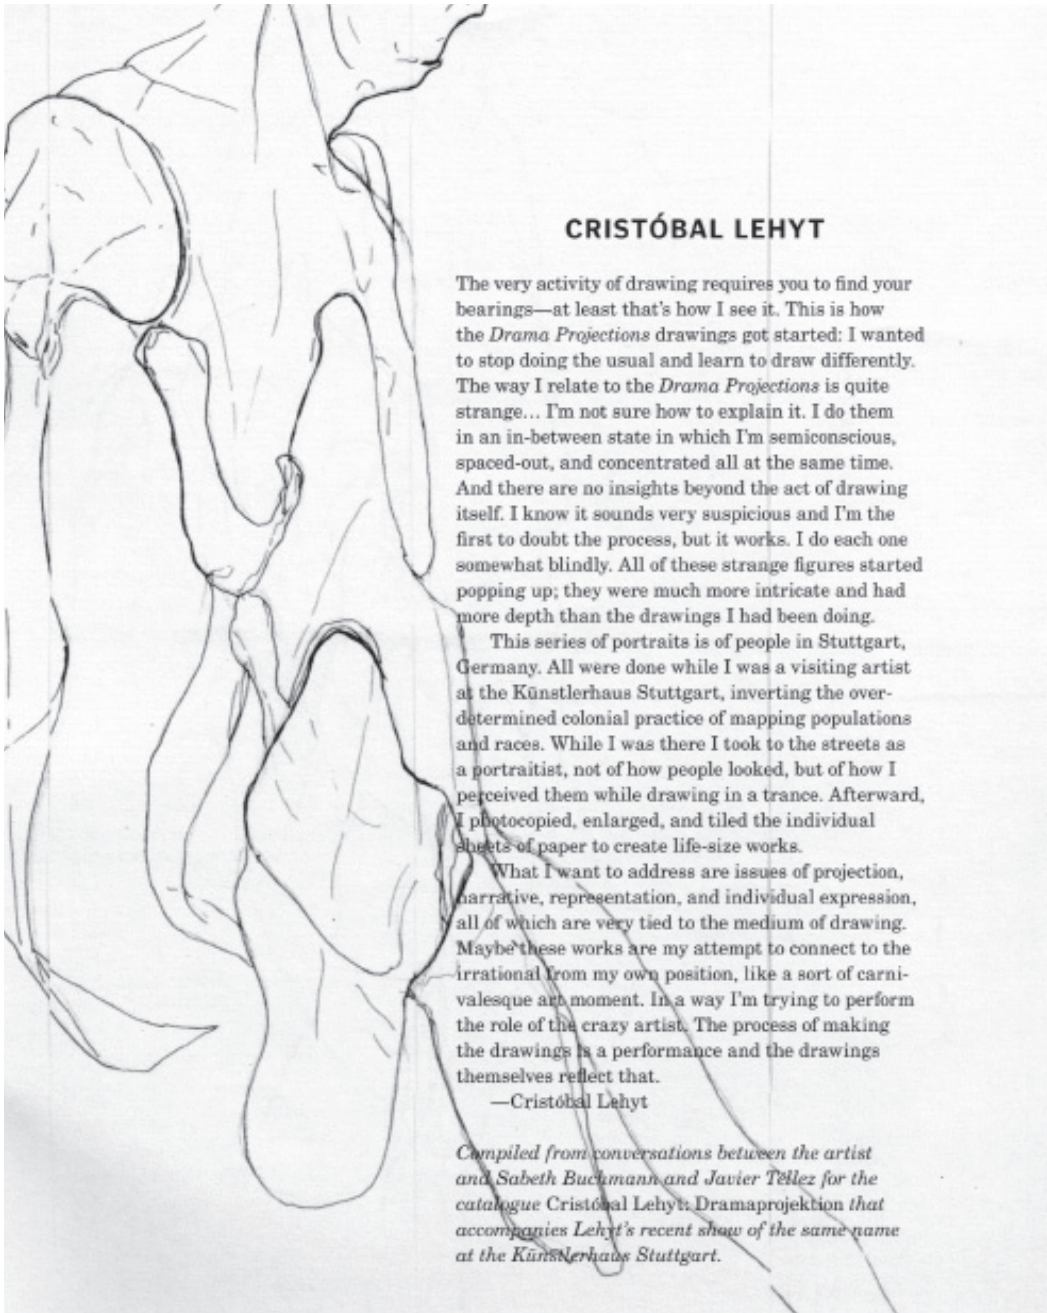 CRISTÓBAL LEHYT
The very activity of drawing requires you to find your
bearings—at least that's how I see it. This is how
the Drama Projections drawings got started: I wanted
to stop doing the usual and learn to draw differently.
The way I relate to the Drama Projections is quite
strange... I'm not sure how to explain it. I do them
in an in-between state in which I'm semiconscious,
spaced-out, and concentrated all at the same time.
And there are no insights beyond the act of drawing
itself. I know it sounds very suspicious and I'm the
first to doubt the process, but it works. I do each one
somewhat blindly. All of these strange figures started
popping up; they were much more intricate and had
more depth than the drawings I had been doing.
This series of portraits is of people in Stuttgart,
Germany. All were done while I was a visiting artist
at the Künstlerhaus Stuttgart, inverting the over-
determined colonial practice of mapping populations
and races. While I was there I took to the streets as
a portraitist, not of how people looked, but of how I
perceived them while drawing in a trance. Afterward,
I photocopied, enlarged, and tiled the individual
sheets of paper to create life-size works.
What I want to address are issues of projection,
narrative, representation, and individual expression,
all of which are very tied to the medium of drawing.
Maybe these works are my attempt to connect to the
irrational from my own position, like a sort of carni-
valesque art moment. In a way I'm trying to perform
the role of the crazy artist. The process of making
the drawings is a performance and the drawings
themselves reflect that.
—Cristóbal Lehyt
Compiled from conversations between the artist
and Sabeth Buchmann and Javier Téllez for the
catalogue Cristóbal Lehyt: Dramaprojektion that
accompanies Lehyt's recent show of the same name
at the Künstlerhaus Stuttgart.